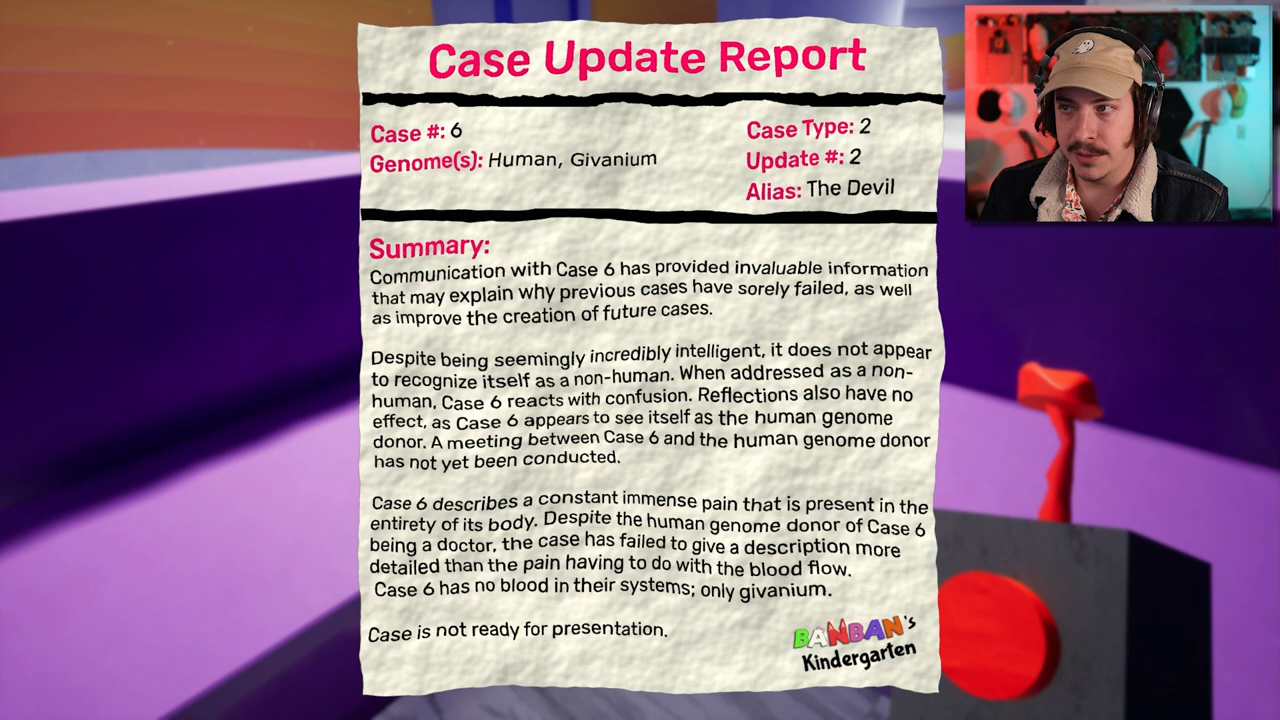 Case Update Report
Case #: 6
Genome(s): Human, Givanium
Case Type: 2
Update #: 2
Alias: The Devil
Summary:
Communication with Case 6 has provided invaluable information
that may explain why previous cases have sorely failed, as well
as improve the creation of future cases.
Despite being seemingly incredibly intelligent, it does not appear
to recognize itself as a non-human. When addressed as a non-
human, Case 6 reacts with confusion. Reflections also have no
effect, as Case 6 appears to see itself as the human genome
donor. A meeting between Case 6 and the human genome donor
has not yet been conducted.
Case 6 describes a constant immense pain that is present in the
entirety of its body. Despite the human genome donor of Case 6
being a doctor, the case has failed to give a description more
detailed than the pain having to do with the blood flow.
Case 6 has no blood in their systems; only givanium.
Case is not ready for presentation.
BANBAN's
Kindergarten